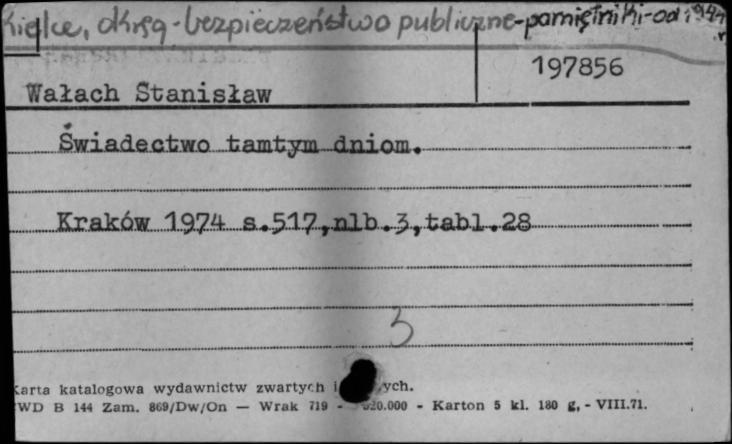 Kielce, okręg - bezpieczeństwo publiczne - pamiętniki - od 1944 r.
197856
Wałach Stanisław
Świadectwo tamtym dniom.
Kraków 1974 s.517,nlb.3,tabl.28
3
Karta katalogowa wydawnictw zwartych i ych.
WD B 144 Zam. 869/Dw/On — Wrak 719 - 20.000 - Karton 5 kl. 180 g, - VIII.71.